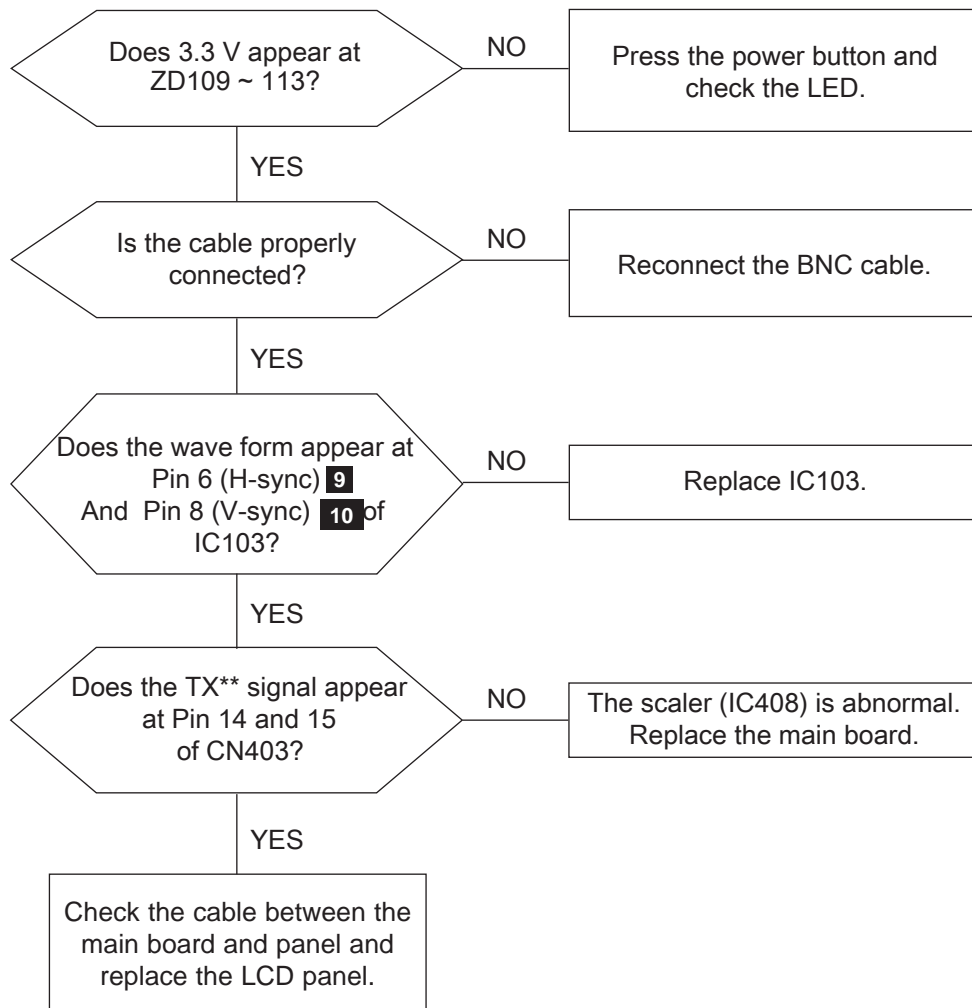 Does 3.3 V appear at
ZD109 ~ 113?
NO
Press the power button and
check the LED.
YES
Is the cable properly
connected?
NO
Reconnect the BNC cable.
YES
Does the wave form appear at
Pin 6 (H-sync) 9
And Pin 8 (V-sync) 10 of
IC103?
NO
Replace IC103.
YES
Does the TX** signal appear
at Pin 14 and 15
of CN403?
NO
The scaler (IC408) is abnormal.
Replace the main board.
YES
Check the cable between the
main board and panel and
replace the LCD panel.